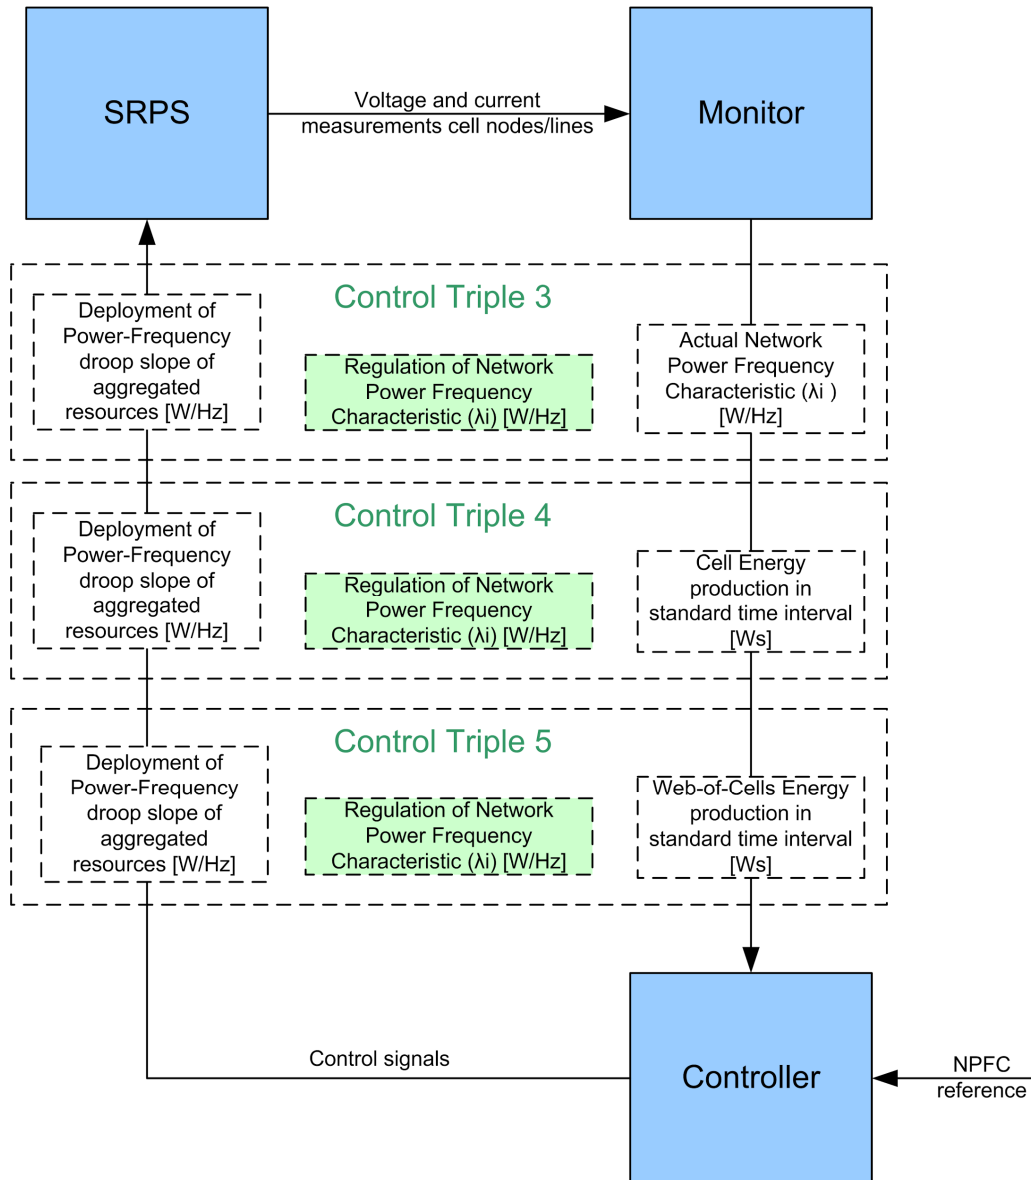 SRPS
Voltage and current
measurements cell nodes/lines
Monitor
Control Triple 3
Deployment of
Power-Frequency
droop slope of
aggregated
resources [W/Hz]
Regulation of Network
Power Frequency
Characteristic (λi) [W/Hz]
Actual Network
Power Frequency
Characteristic (λi )
[W/Hz]
Control Triple 4
Deployment of
Power-Frequency
droop slope of
aggregated
resources [W/Hz]
Regulation of Network
Power Frequency
Characteristic (λi) [W/Hz]
Cell Energy
production in
standard time interval
[Ws]
Control Triple 5
Deployment of
Power-Frequency
droop slope of
aggregated
resources [W/Hz]
Regulation of Network
Power Frequency
Characteristic (λi) [W/Hz]
Web-of-Cells Energy
production in
standard time interval
[Ws]
Control signals
Controller
NPFC
reference